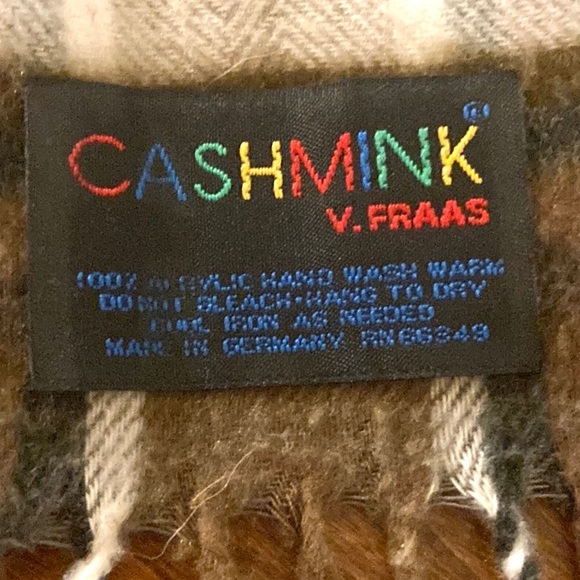 CASHMINK®
V. FRAAS
100% ACRYLIC HAND WASH WARM
DO NOT BLEACH·HANG TO DRY
COOL IRON AS NEEDED
MADE IN GERMANY RN66349